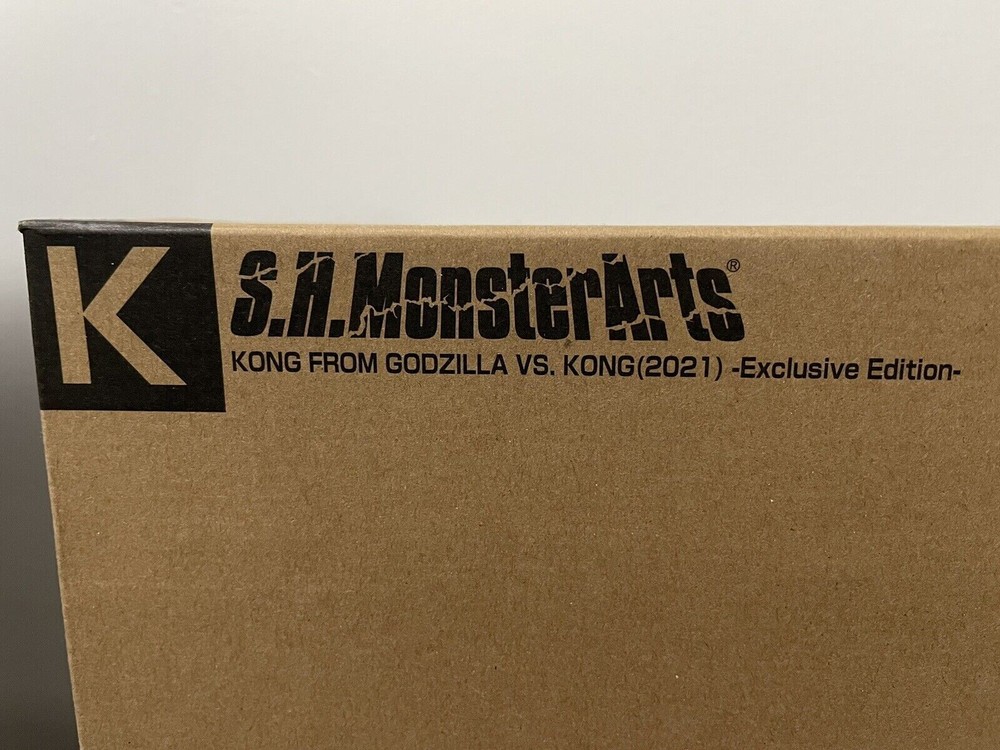 K
S.H.MonsterArts®
KONG FROM GODZILLA VS. KONG(2021) -Exclusive Edition-